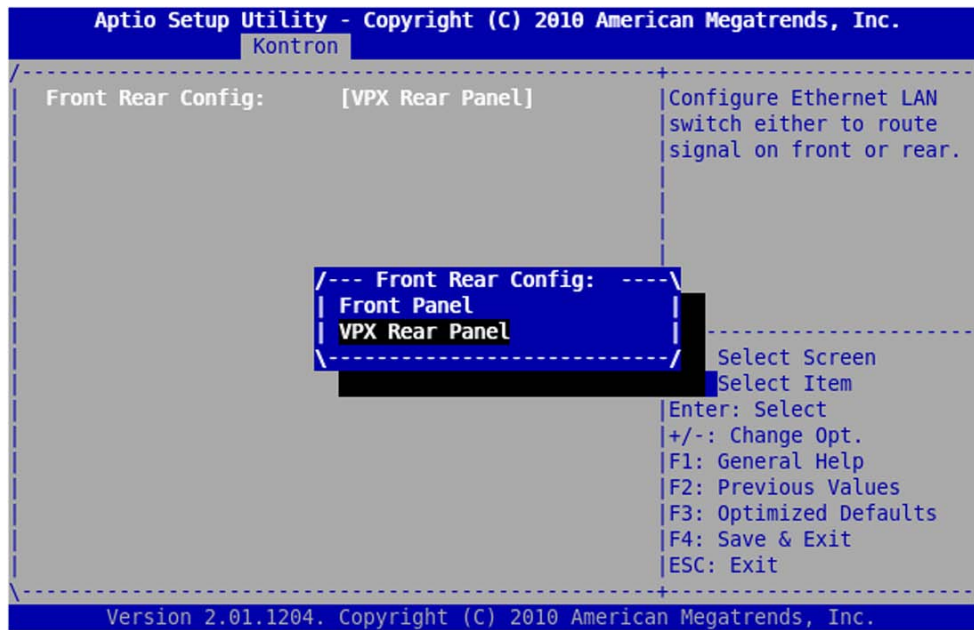 Aptio Setup Utility - Copyright (C) 2010 American Megatrends, Inc.
Kontron
Front Rear Config: [VPX Rear Panel]
Configure Ethernet LAN
switch either to route
signal on front or rear.
Front Rear Config:
Front Panel
VPX Rear Panel
Select Screen
Select Item
Enter: Select
+/-: Change Opt.
F1: General Help
F2: Previous Values
F3: Optimized Defaults
F4: Save & Exit
ESC: Exit
Version 2.01.1204. Copyright (C) 2010 American Megatrends, Inc.